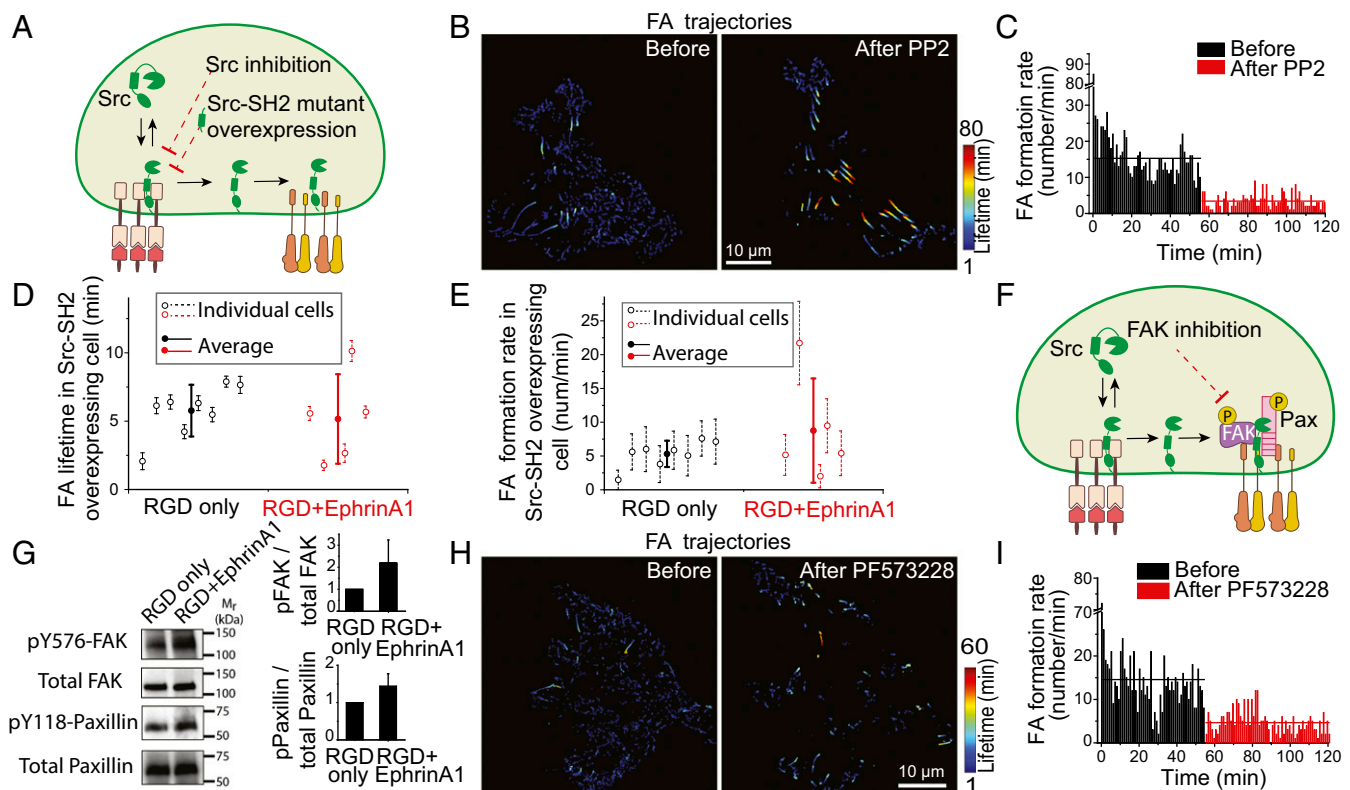 A
Src inhibition
Src
Src-SH2 mutant
overexpression
B
FA trajectories
Before
After PP2
10 μm
80
Lifetime (min)
1
C
Before
After PP2
FA formatoin rate
(number/min)
90
80
30
25
20
15
10
5
0
0 20 40 60 80 100 120
Time (min)
D
FA lifetime in Src-SH2
overexpressing cell (min)
Individual cells
Average
10
5
0
RGD only
RGD+EphrinA1
E
FA formation rate in
Src-SH2 overexpressing
cell (num/min)
Individual cells
Average
25
20
15
10
5
0
RGD only
RGD+EphrinA1
F
FAK inhibition
Src
P
P
FAK
Pax
G
RGD only
RGD+EphrinA1
Mr
(kDa)
pY576-FAK
150
100
Total FAK
150
100
pY118-Paxillin
75
50
Total Paxillin
75
50
pFAK /
total FAK
3
2
1
0
RGD RGD+
only EphrinA1
pPaxillin /
total Paxillin
2
1
0
RGD RGD+
only EphrinA1
H
FA trajectories
Before
After PF573228
10 μm
60
Lifetime (min)
1
I
Before
After PF573228
FA formatoin rate
(number/min)
80
70
20
15
10
5
0
0 20 40 60 80 100 120
Time (min)